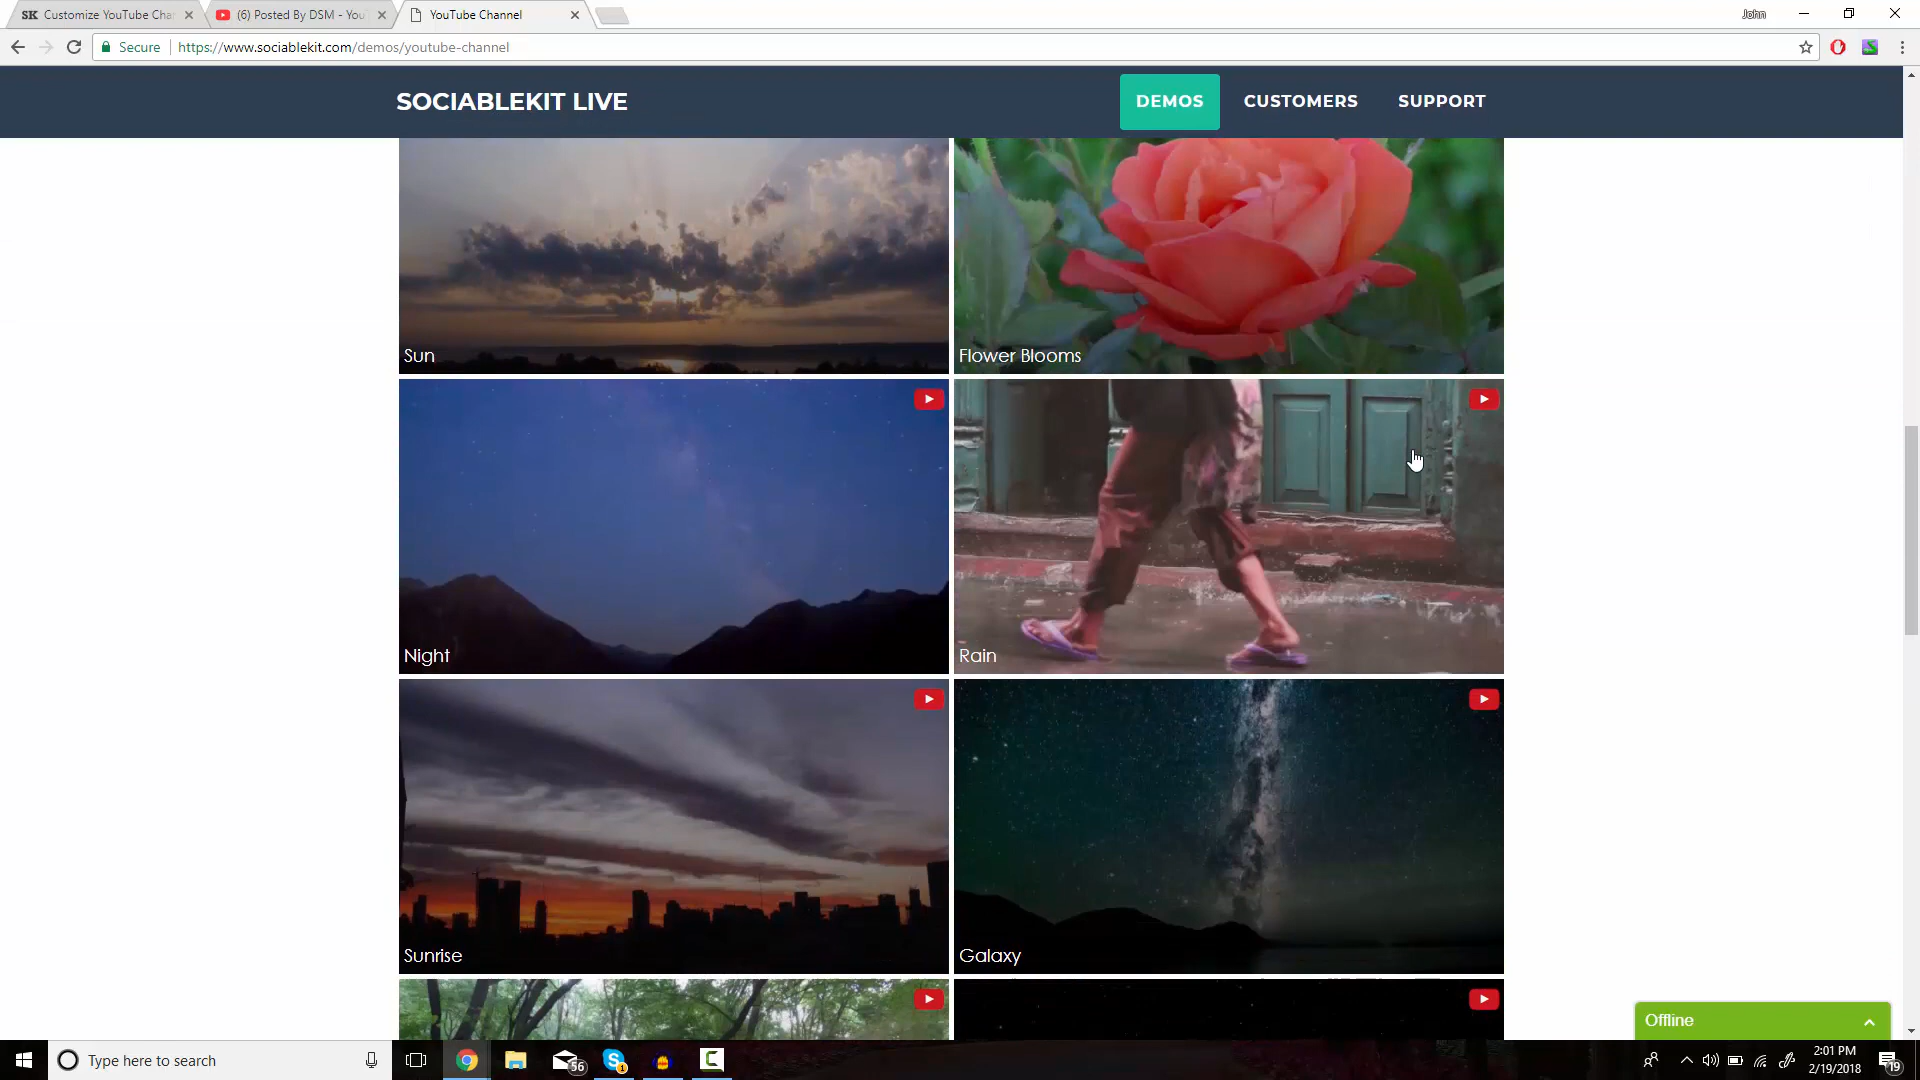 SK Customize YouTube Cha
(6) Posted By DSM - You
YouTube Channel
John
Secure
https://www.sociablekit.com/demos/youtube-channel
SOCIABLEKIT LIVE
DEMOS
CUSTOMERS
SUPPORT
Sun
Flower Blooms
Night
Rain
Sunrise
Galaxy
Offline
Type here to search
56
1
2:01 PM
2/19/2018
19